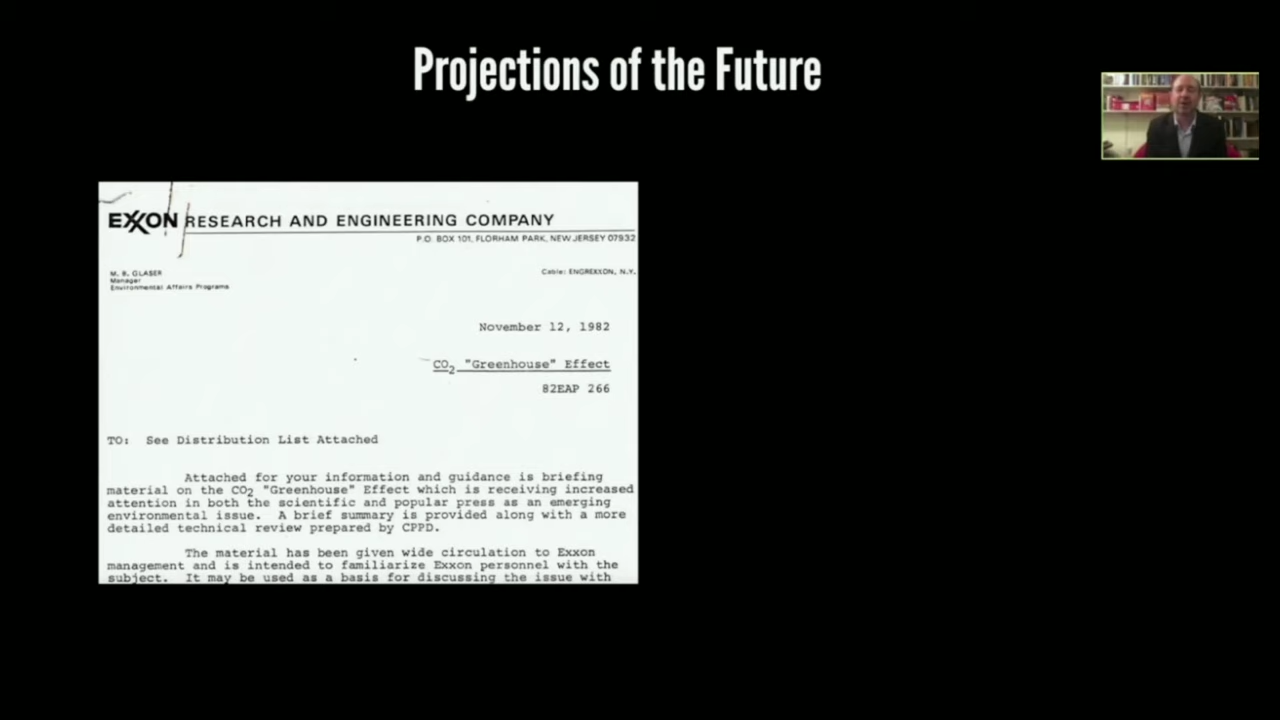 Projections of the Future
EXXON RESEARCH AND ENGINEERING COMPANY
P.O. BOX 101, FLORHAM PARK, NEW JERSEY 07932
M. B. GLASER
Manager
Environmental Affairs Programs
Cable: ENGREXXON, N.Y.
November 12, 1982
CO2 "Greenhouse" Effect
82EAP 266
TO: See Distribution List Attached
Attached for your information and guidance is briefing
material on the CO2 "Greenhouse" Effect which is receiving increased
attention in both the scientific and popular press as an emerging
environmental issue. A brief summary is provided along with a more
detailed technical review prepared by CPPD.
The material has been given wide circulation to Exxon
management and is intended to familiarize Exxon personnel with the
subject. It may be used as a basis for discussing the issue with